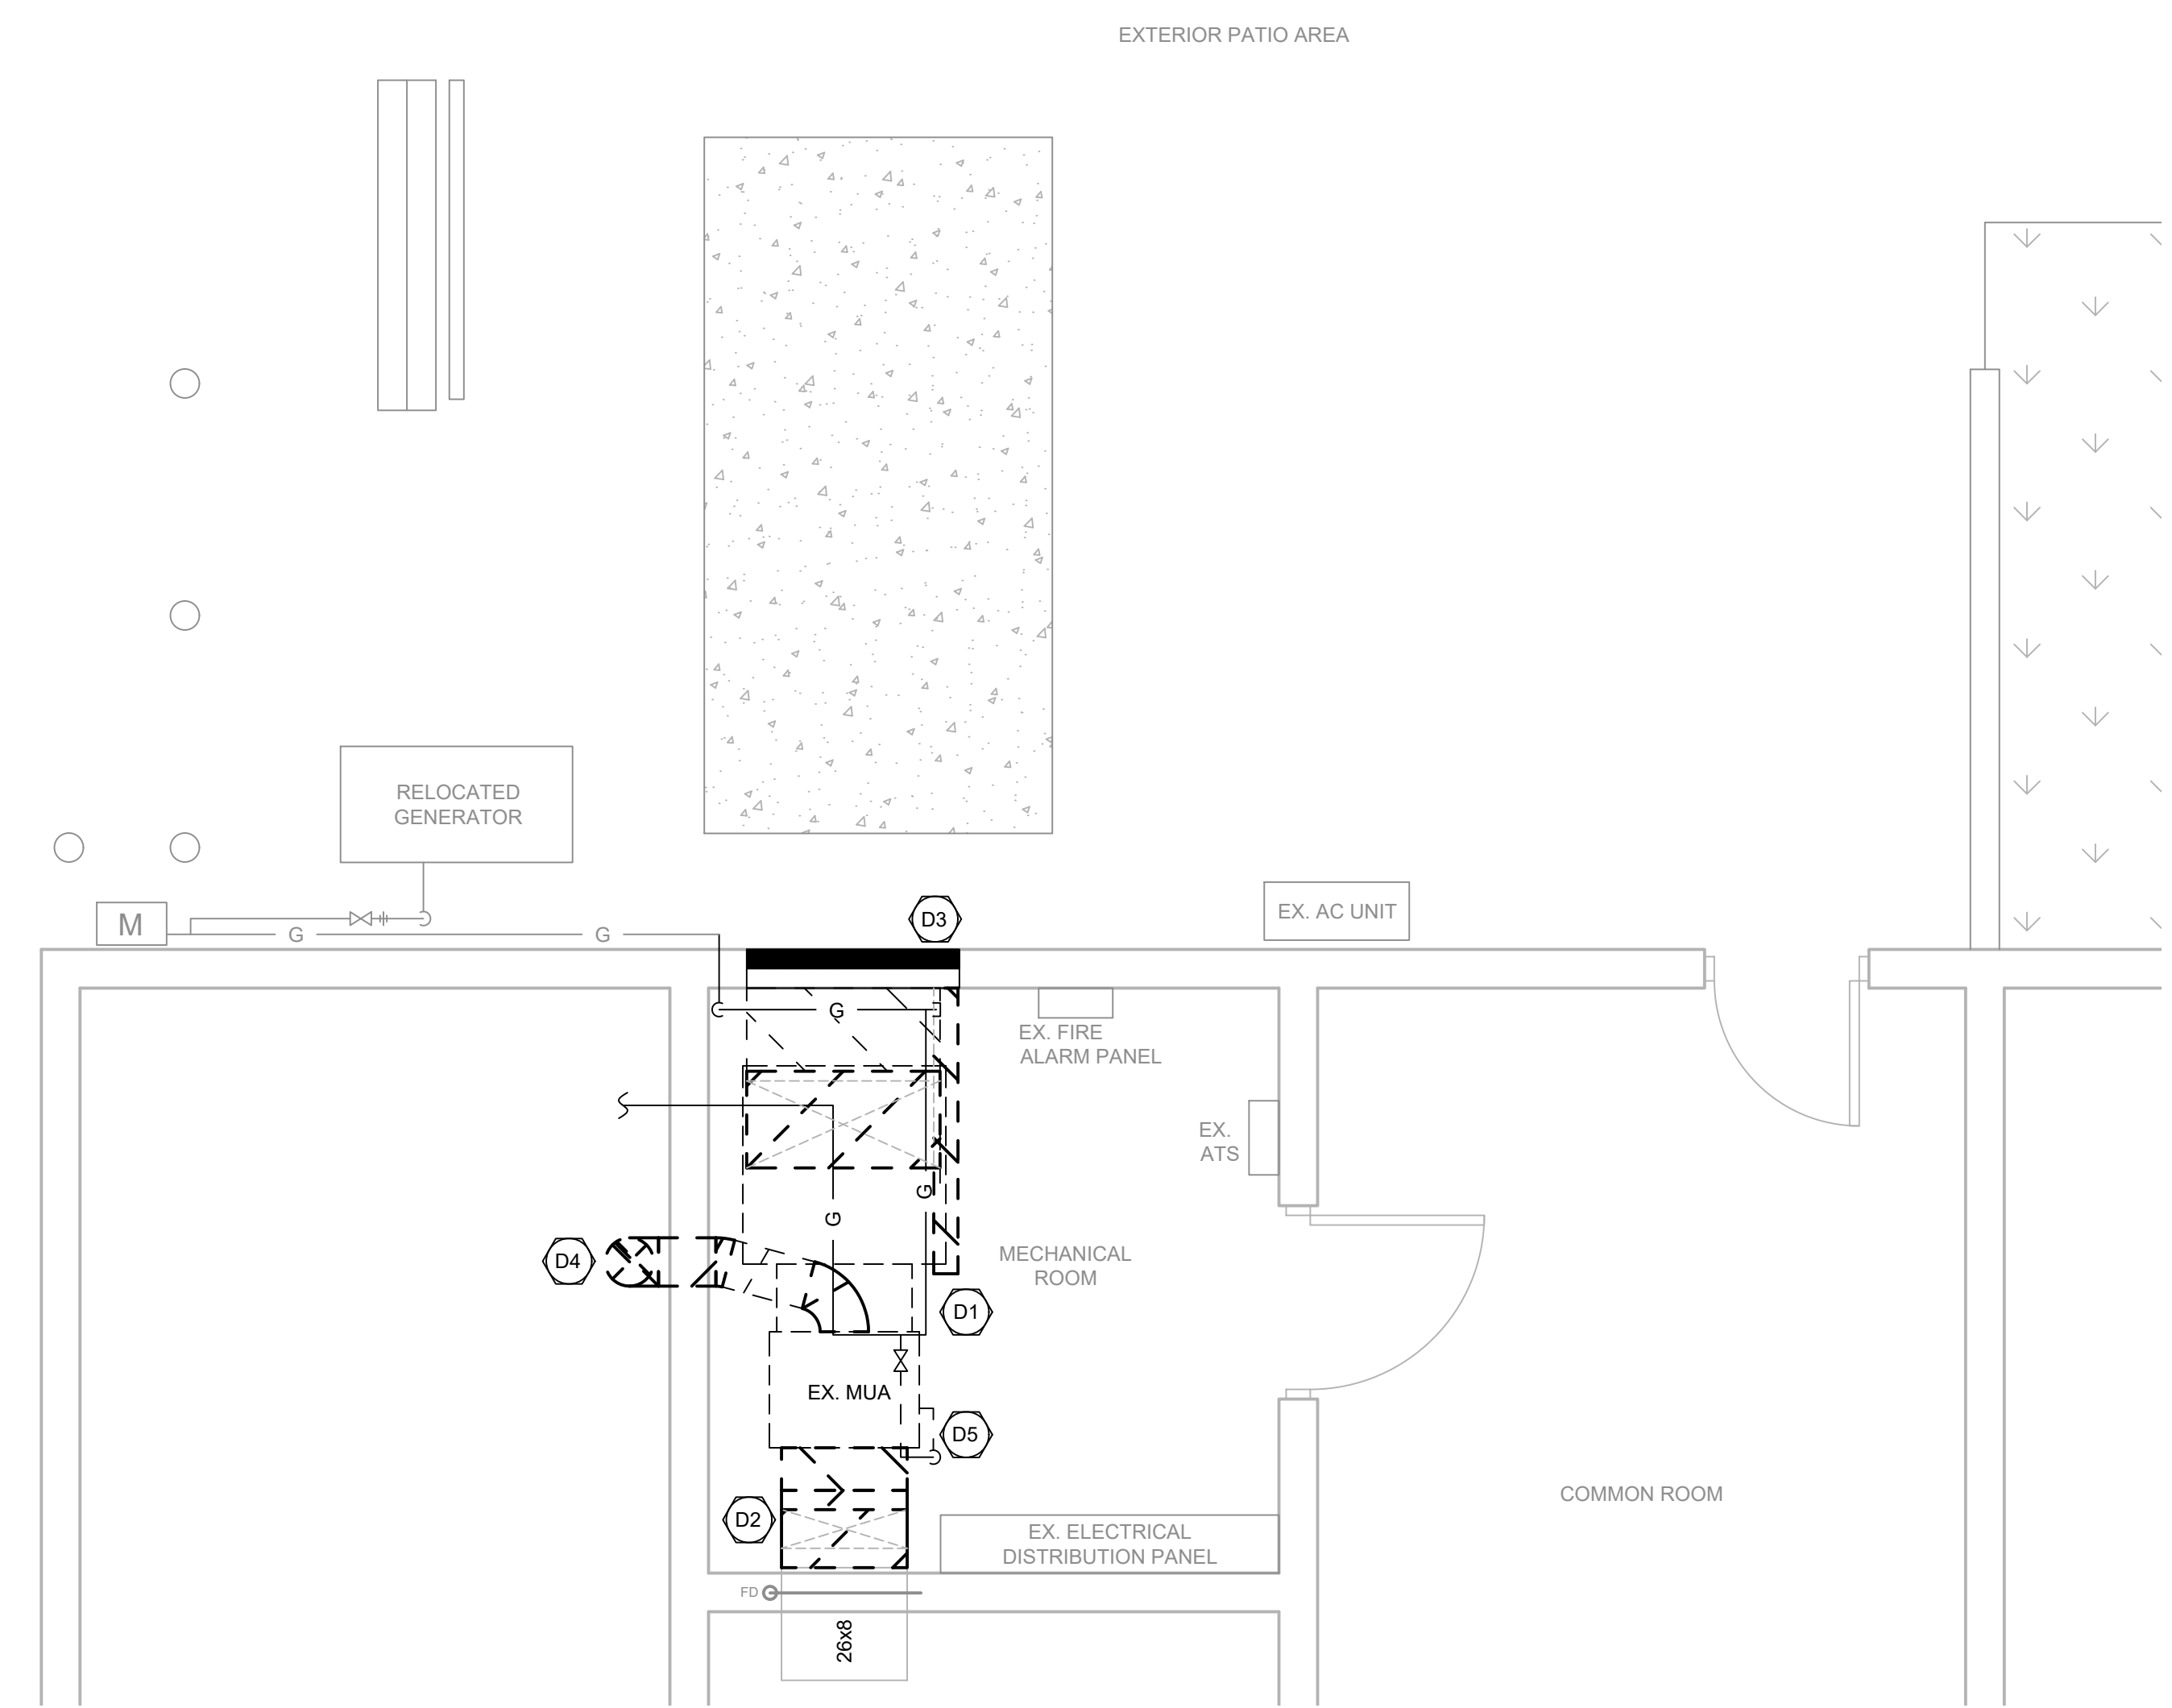 EXTERIOR PATIO AREA
RELOCATED
GENERATOR
M
G
G
D3
EX. AC UNIT
G
EX. FIRE
ALARM PANEL
EX.
ATS
G
G
D4
MECHANICAL
ROOM
D1
EX. MUA
D5
D2
COMMON ROOM
EX. ELECTRICAL
DISTRIBUTION PANEL
FD
26x8